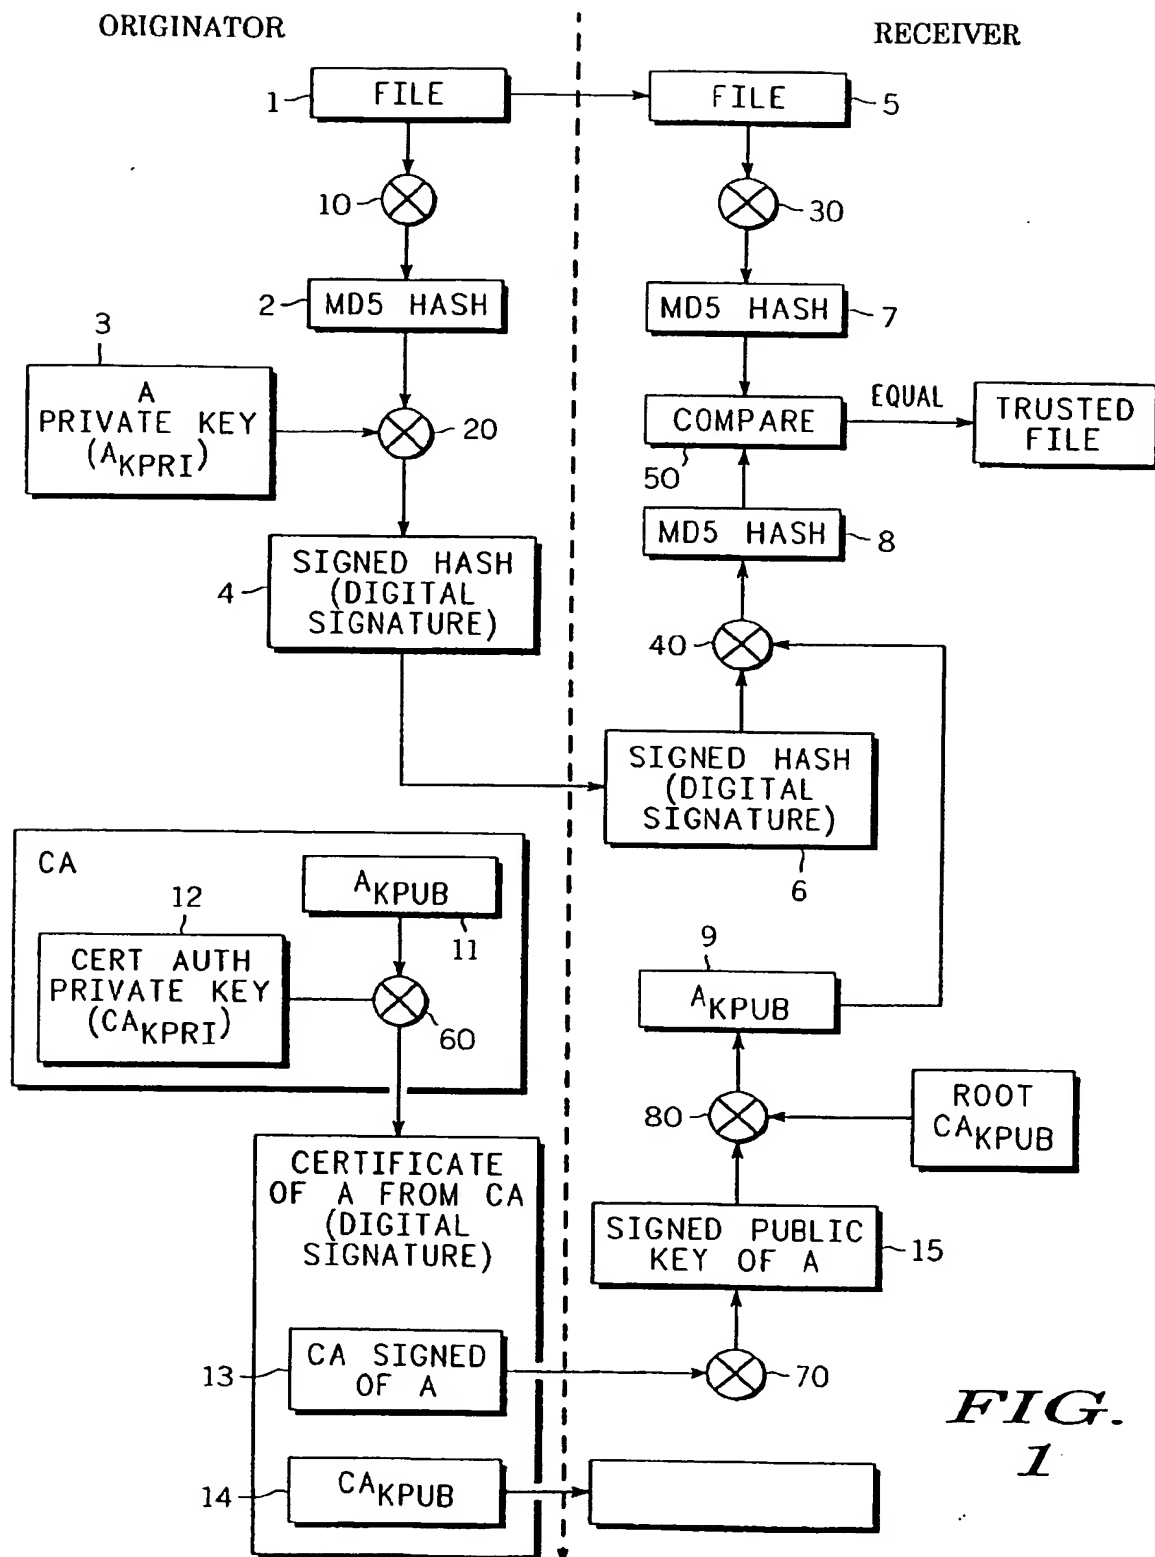 ORIGINATOR
RECEIVER
1
FILE
FILE
5
10
30
2
MD5 HASH
MD5 HASH
7
3
A
PRIVATE KEY
(AKPRI)
20
COMPARE
50
EQUAL
TRUSTED
FILE
MD5 HASH
8
4
SIGNED HASH
(DIGITAL
SIGNATURE)
40
SIGNED HASH
(DIGITAL
SIGNATURE)
6
CA
AKPUB
11
12
CERT AUTH
PRIVATE KEY
(CAKPRI)
60
9
AKPUB
80
ROOT
CAKPUB
CERTIFICATE
OF A FROM CA
(DIGITAL
SIGNATURE)
SIGNED PUBLIC
KEY OF A
15
13
CA SIGNED
OF A
70
14
CAKPUB
FIG.
1